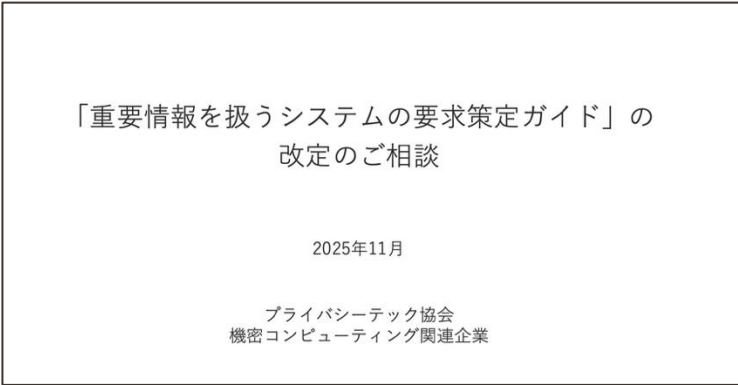 「重要情報を扱うシステムの要求策定ガイド」の
改定のご相談
2025年11月
プライバシーテック協会
機密コンピューティング関連企業